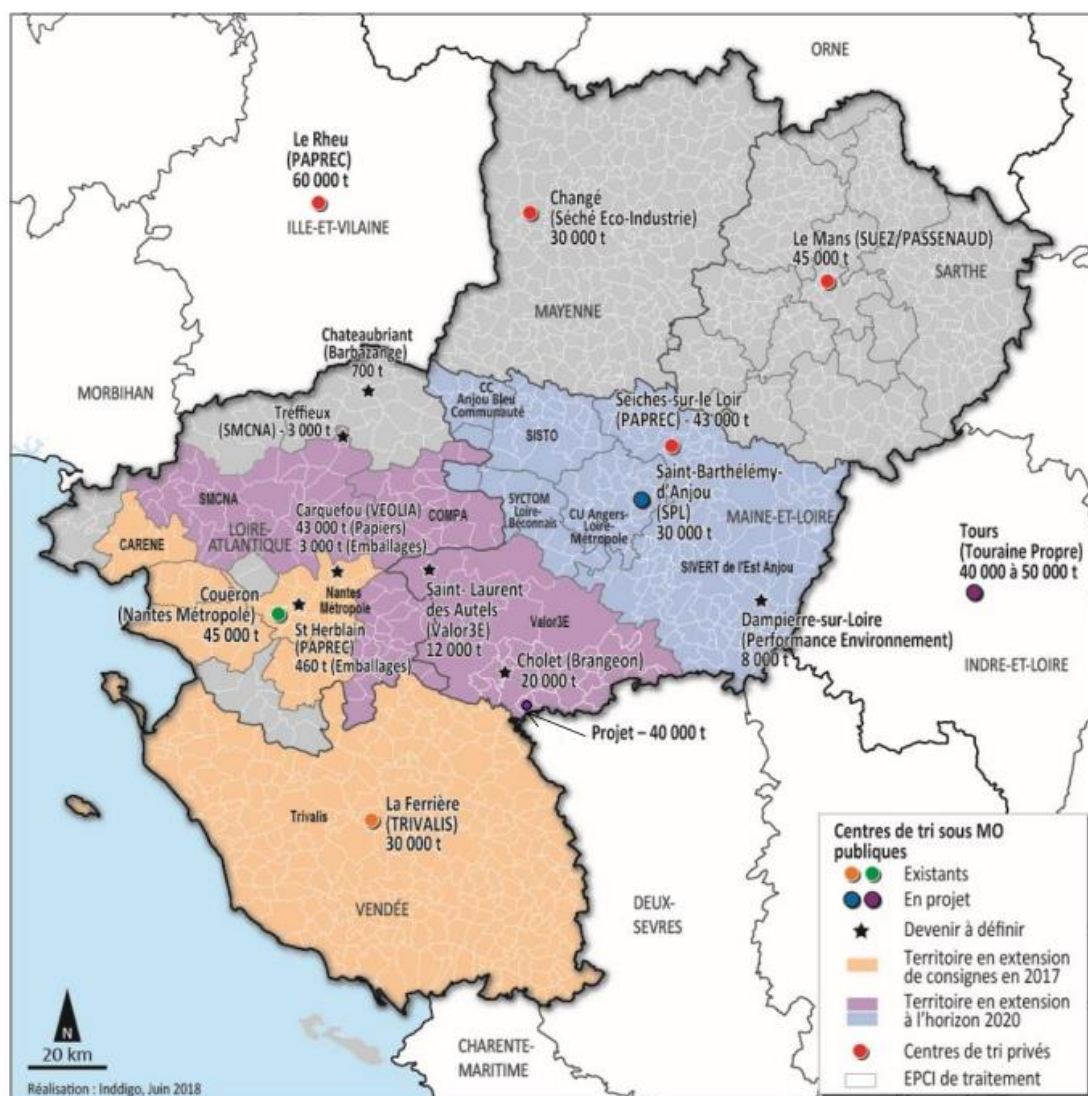 ORNE
Le Rheu
(PAPREC)
60 000 t
ILLE-ET-VILAINE
Changé
(Séché Eco-Industrie)
30 000 t
MAYENNE
Le Mans (SUEZ/PASSENAUD)
45 000 t
SARTHE
MORBIHAN
Chateaubriant
(Barbazange)
700 t
Tréffieux
(SMCNA) - 3 000 t
CC
Anjou Bleu
Communauté
SISTO
Seiches-sur-le Loir
(PAPREC) - 43 000 t
Saint-Barthélémy-
d'Anjou
(SPL)
30 000 t
MAINE-ET-LOIRE
SMCNA
LOIRE-
ATLANTIQUE
CARENE
Carquefou (VEOLIA)
43 000 t (Papiers)
3 000 t (Emballages)
COMPA
SYCTOM
Loire-
Béconnais
CU Angers-
Loire-
Métropole
SIVERT de l'Est Anjou
Tours
(Touraine Propre)
40 000 à 50 000 t
INDRE-ET-LOIRE
Couëron
(Nantes Métropole)
45 000 t
Nantes
Métropole
St Herblain
(PAPREC)
460 t (Emballages)
Saint- Laurent
des Autels
(Valor3E)
12 000 t
Valor3E
Cholet (Brangeon)
20 000 t
Dampierre-sur-Loire
(Performance Environnement)
8 000 t
Projet – 40 000 t
Trivalis
La Ferrière
(TRIVALIS)
30 000 t
VENDÉE
DEUX-
SEVRES
CHARENTE-
MARITIME
Centres de tri sous MO
publiques
Existants
En projet
Devenir à définir
Territoire en extension
de consignes en 2017
Territoire en extension
à l'horizon 2020
Centres de tri privés
EPCI de traitement
N
20 km
Réalisation : Inddigo, Juin 2018